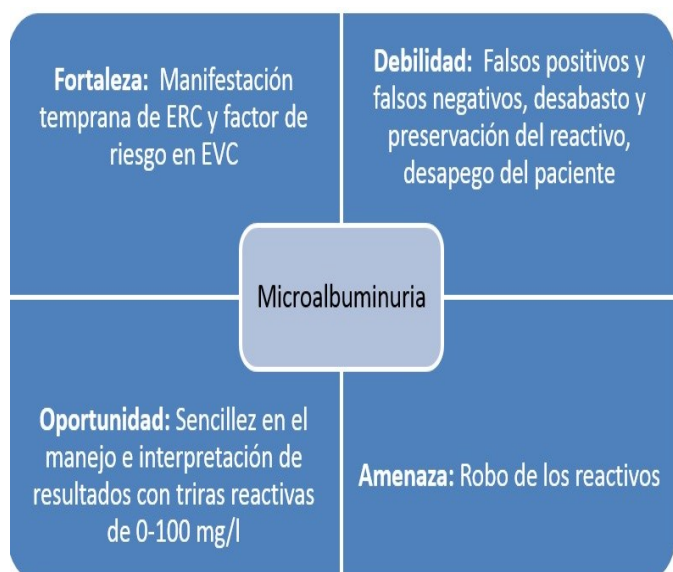 Fortaleza: Manifestación
temprana de ERC y factor de
riesgo en EVC
Debilidad: Falsos positivos y
falsos negativos, desabasto y
preservación del reactivo,
desapego del paciente
Microalbuminuria
Oportunidad: Sencillez en el
manejo e interpretación de
resultados con triras reactivas
de 0-100 mg/l
Amenaza: Robo de los reactivos